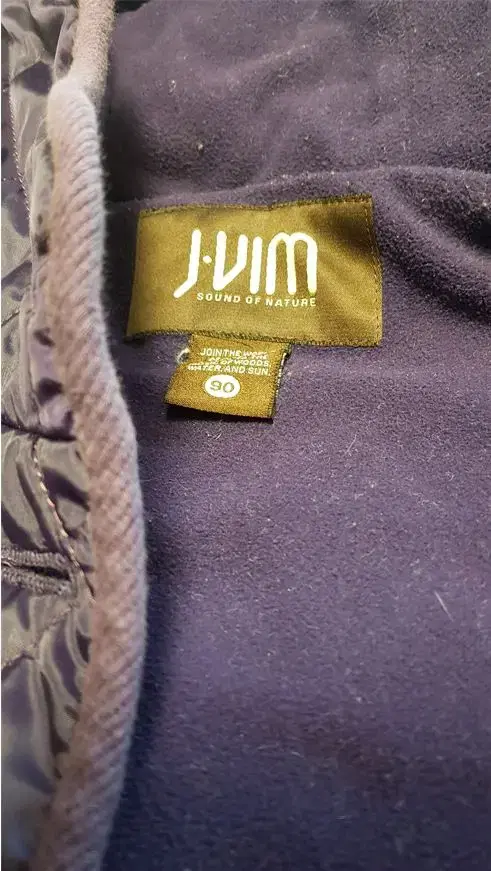 J·VIM
SOUND OF NATURE
JOIN THE
OF WOODS,
WATER, AND SUN.
90